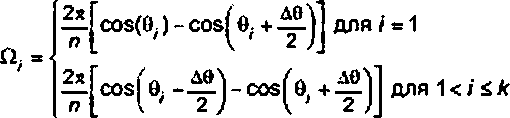 Ω_i = { 2π/n [ cos(θ_i) – cos( θ_i + Δθ/2 ) ] для i = 1
2π/n [ cos( θ_i – Δθ/2 ) – cos( θ_i + Δθ/2 ) ] для 1 < i ≤ k